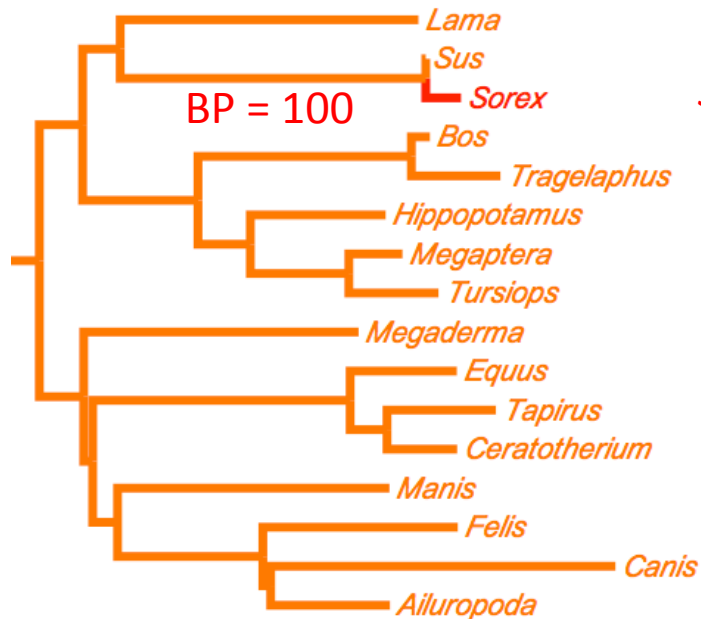 Lama
Sus
BP = 100
Sorex
Bos
Tragelaphus
Hippopotamus
Megaptera
Tursiops
Megaderma
Equus
Tapirus
Ceratotherium
Manis
Felis
Canis
Ailuropoda